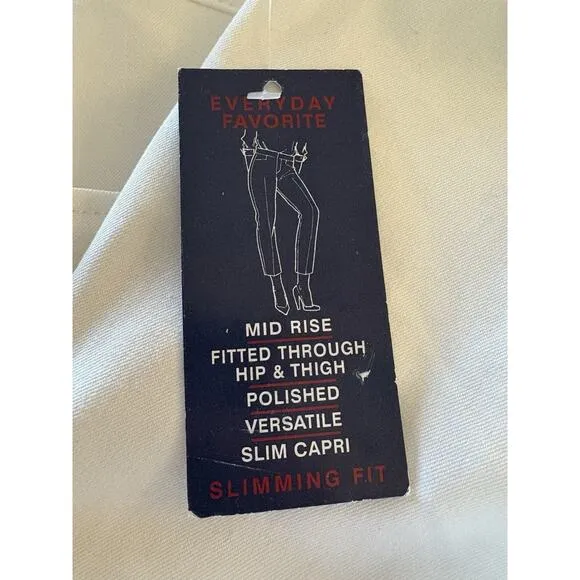 EVERYDAY
FAVORITE
MID RISE
FITTED THROUGH
HIP & THIGH
POLISHED
VERSATILE
SLIM CAPRI
SLIMMING FIT